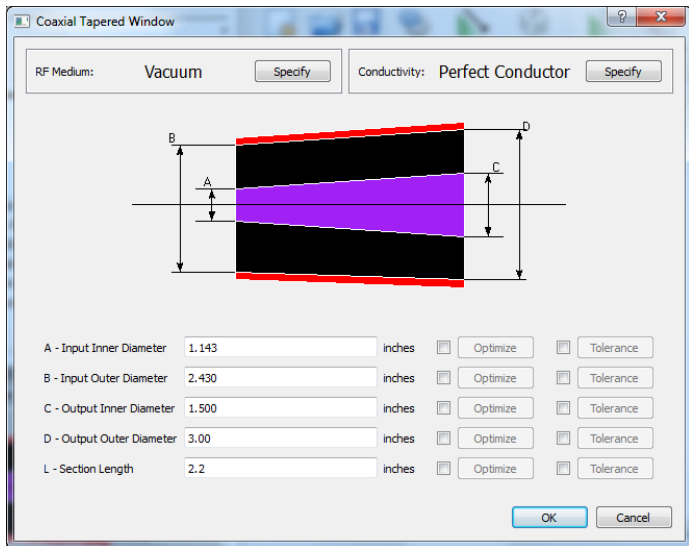 Coaxial Tapered Window
RF Medium: Vacuum Specify Conductivity: Perfect Conductor Specify
B
D
A
C
A - Input Inner Diameter 1.143 inches Optimize Tolerance
B - Input Outer Diameter 2.430 inches Optimize Tolerance
C - Output Inner Diameter 1.500 inches Optimize Tolerance
D - Output Outer Diameter 3.00 inches Optimize Tolerance
L - Section Length 2.2 inches Optimize Tolerance
OK Cancel